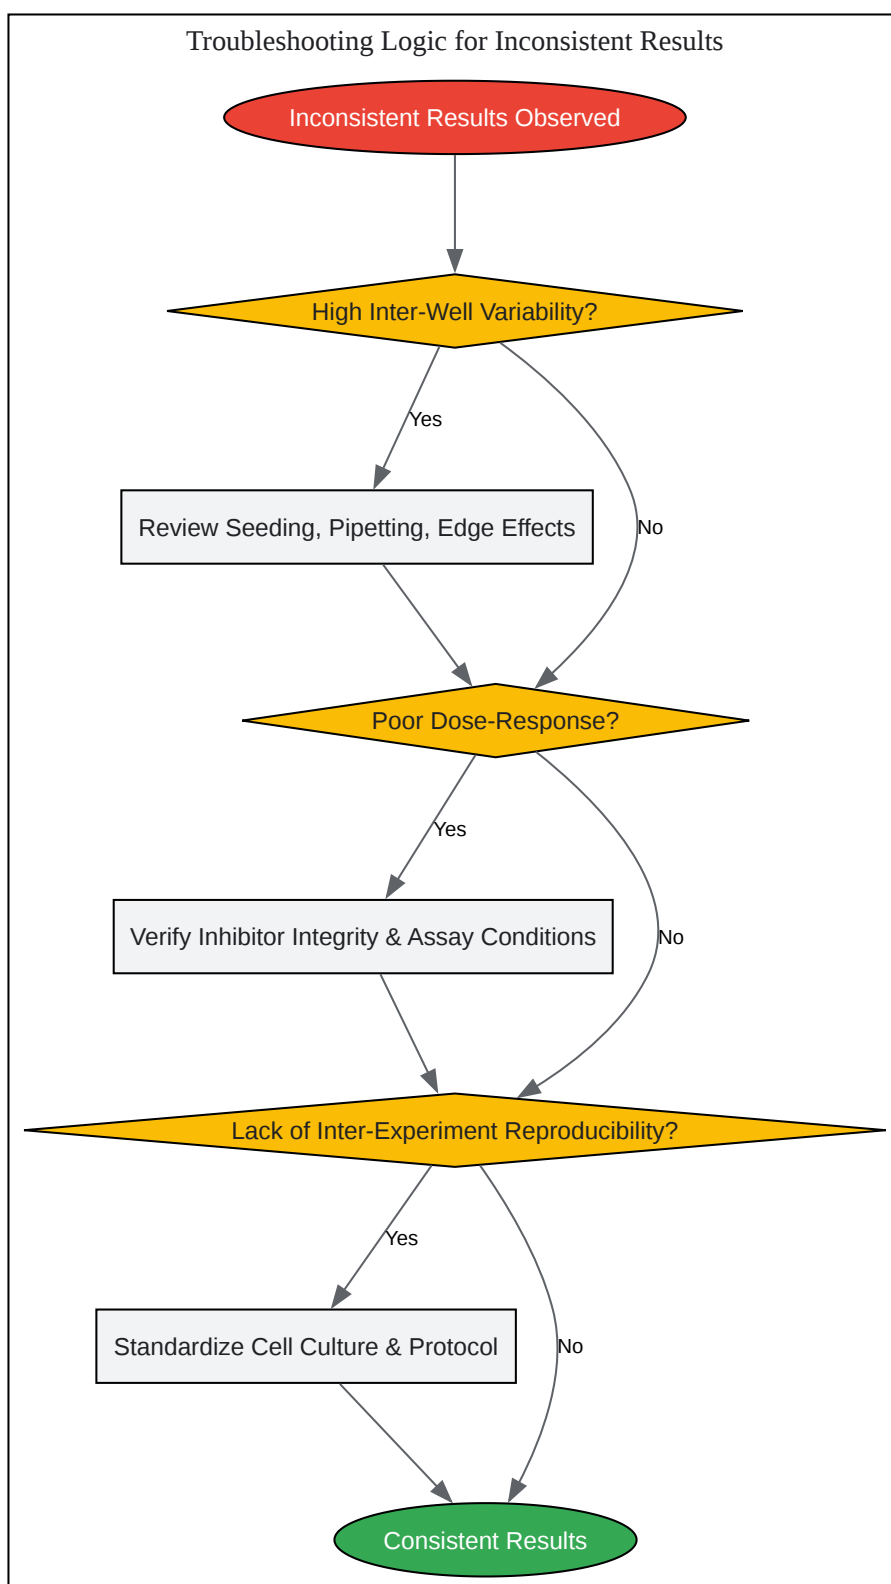 Troubleshooting Logic for Inconsistent Results
Inconsistent Results Observed
High Inter-Well Variability?
Yes
Review Seeding, Pipetting, Edge Effects
No
Poor Dose-Response?
Yes
Verify Inhibitor Integrity & Assay Conditions
No
Lack of Inter-Experiment Reproducibility?
Yes
Standardize Cell Culture & Protocol
No
Consistent Results